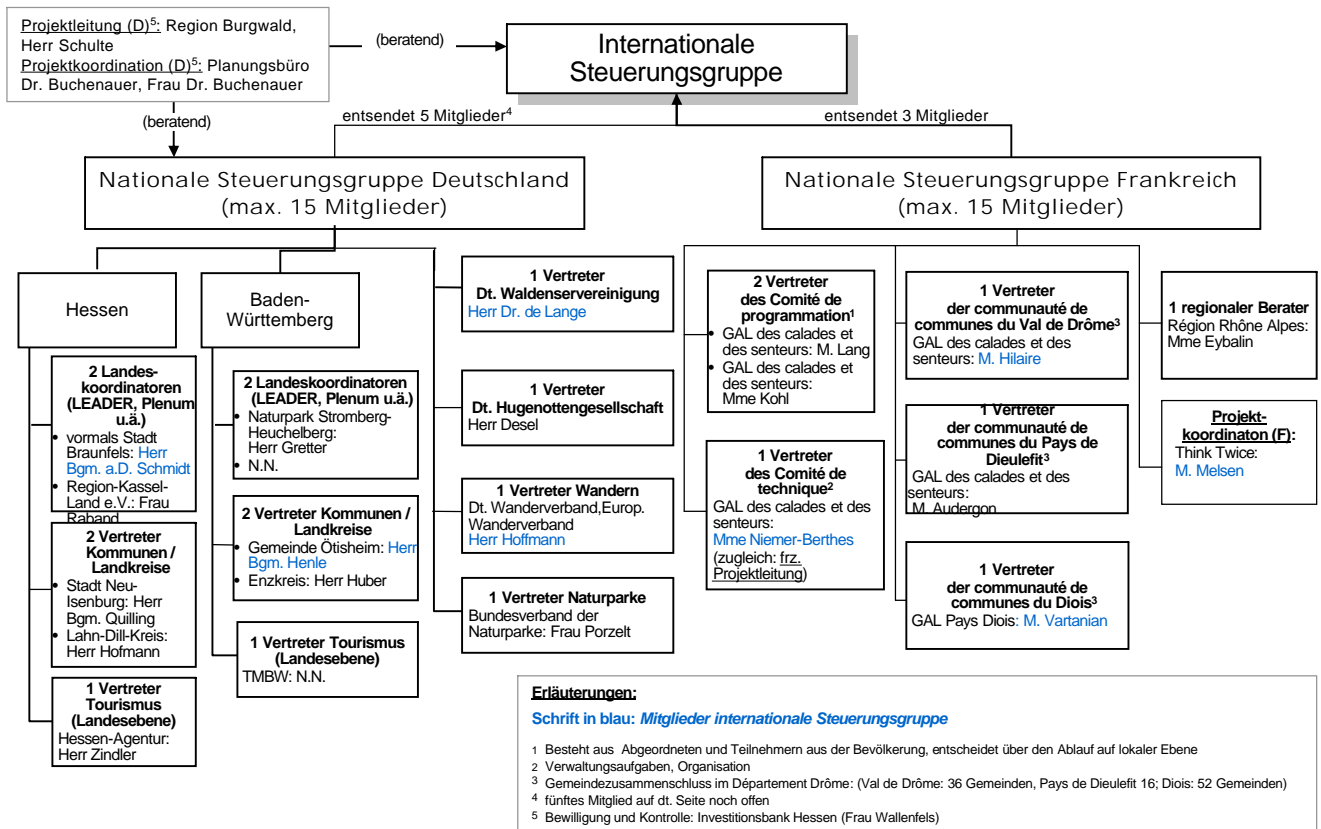 Projektleitung (D)5: Region Burgwald,
Herr Schulte
Projektkoordination (D)5: Planungsbüro
Dr. Buchenauer, Frau Dr. Buchenauer
(beratend)
Internationale
Steuerungsgruppe
(beratend)
entsendet 5 Mitglieder4
entsendet 3 Mitglieder
Nationale Steuerungsgruppe Deutschland
(max. 15 Mitglieder)
Nationale Steuerungsgruppe Frankreich
(max. 15 Mitglieder)
Hessen
2 Landes-
koordinatoren
(LEADER, Plenum
u.ä.)
• vormals Stadt
Braunfels: Herr
Bgm. a.D. Schmidt
• Region-Kassel-
Land e.V.: Frau
Raband
2 Vertreter
Kommunen /
Landkreise
• Stadt Neu-
Isenburg: Herr
Bgm. Quilling
• Lahn-Dill-Kreis:
Herr Hofmann
1 Vertreter
Tourismus
(Landesebene)
Hessen-Agentur:
Herr Zindler
Baden-
Württemberg
2 Landeskoordinatoren
(LEADER, Plenum u.ä.)
• Naturpark Stromberg-
Heuchelberg:
Herr Gretter
• N.N.
2 Vertreter Kommunen /
Landkreise
• Gemeinde Ötisheim: Herr
Bgm. Henle
• Enzkreis: Herr Huber
1 Vertreter Tourismus
(Landesebene)
TMBW: N.N.
1 Vertreter
Dt. Waldenservereinigung
Herr Dr. de Lange
1 Vertreter
Dt. Hugenottengesellschaft
Herr Desel
1 Vertreter Wandern
Dt. Wanderverband,Europ.
Wanderverband
Herr Hoffmann
1 Vertreter Naturparke
Bundesverband der
Naturparke: Frau Porzelt
2 Vertreter
des Comité de
programmation1
• GAL des calades et
des senteurs: M. Lang
• GAL des calades et
des senteurs:
Mme Kohl
1 Vertreter
des Comité de
technique2
GAL des calades et des
senteurs:
Mme Niemer-Berthes
(zugleich: frz.
Projektleitung)
1 Vertreter
der communauté de
communes du Val de Drôme3
GAL des calades et des
senteurs: M. Hilaire
1 Vertreter
der communauté de
communes du Pays de
Dieulefit3
GAL des calades et des
senteurs:
M. Audergon
1 Vertreter
der communauté de
communes du Diois3
GAL Pays Diois: M. Vartanian
1 regionaler Berater
Région Rhône Alpes:
Mme Eybalin
Projekt-
koordinaton (F):
Think Twice:
M. Melsen
Erläuterungen:
Schrift in blau: Mitglieder internationale Steuerungsgruppe
1 Besteht aus Abgeordneten und Teilnehmern aus der Bevölkerung, entscheidet über den Ablauf auf lokaler Ebene
2 Verwaltungsaufgaben, Organisation
3 Gemeindezusammenschluss im Département Drôme: (Val de Drôme: 36 Gemeinden, Pays de Dieulefit 16; Diois: 52 Gemeinden)
4 fünftes Mitglied auf dt. Seite noch offen
5 Bewilligung und Kontrolle: Investitionsbank Hessen (Frau Wallenfels)